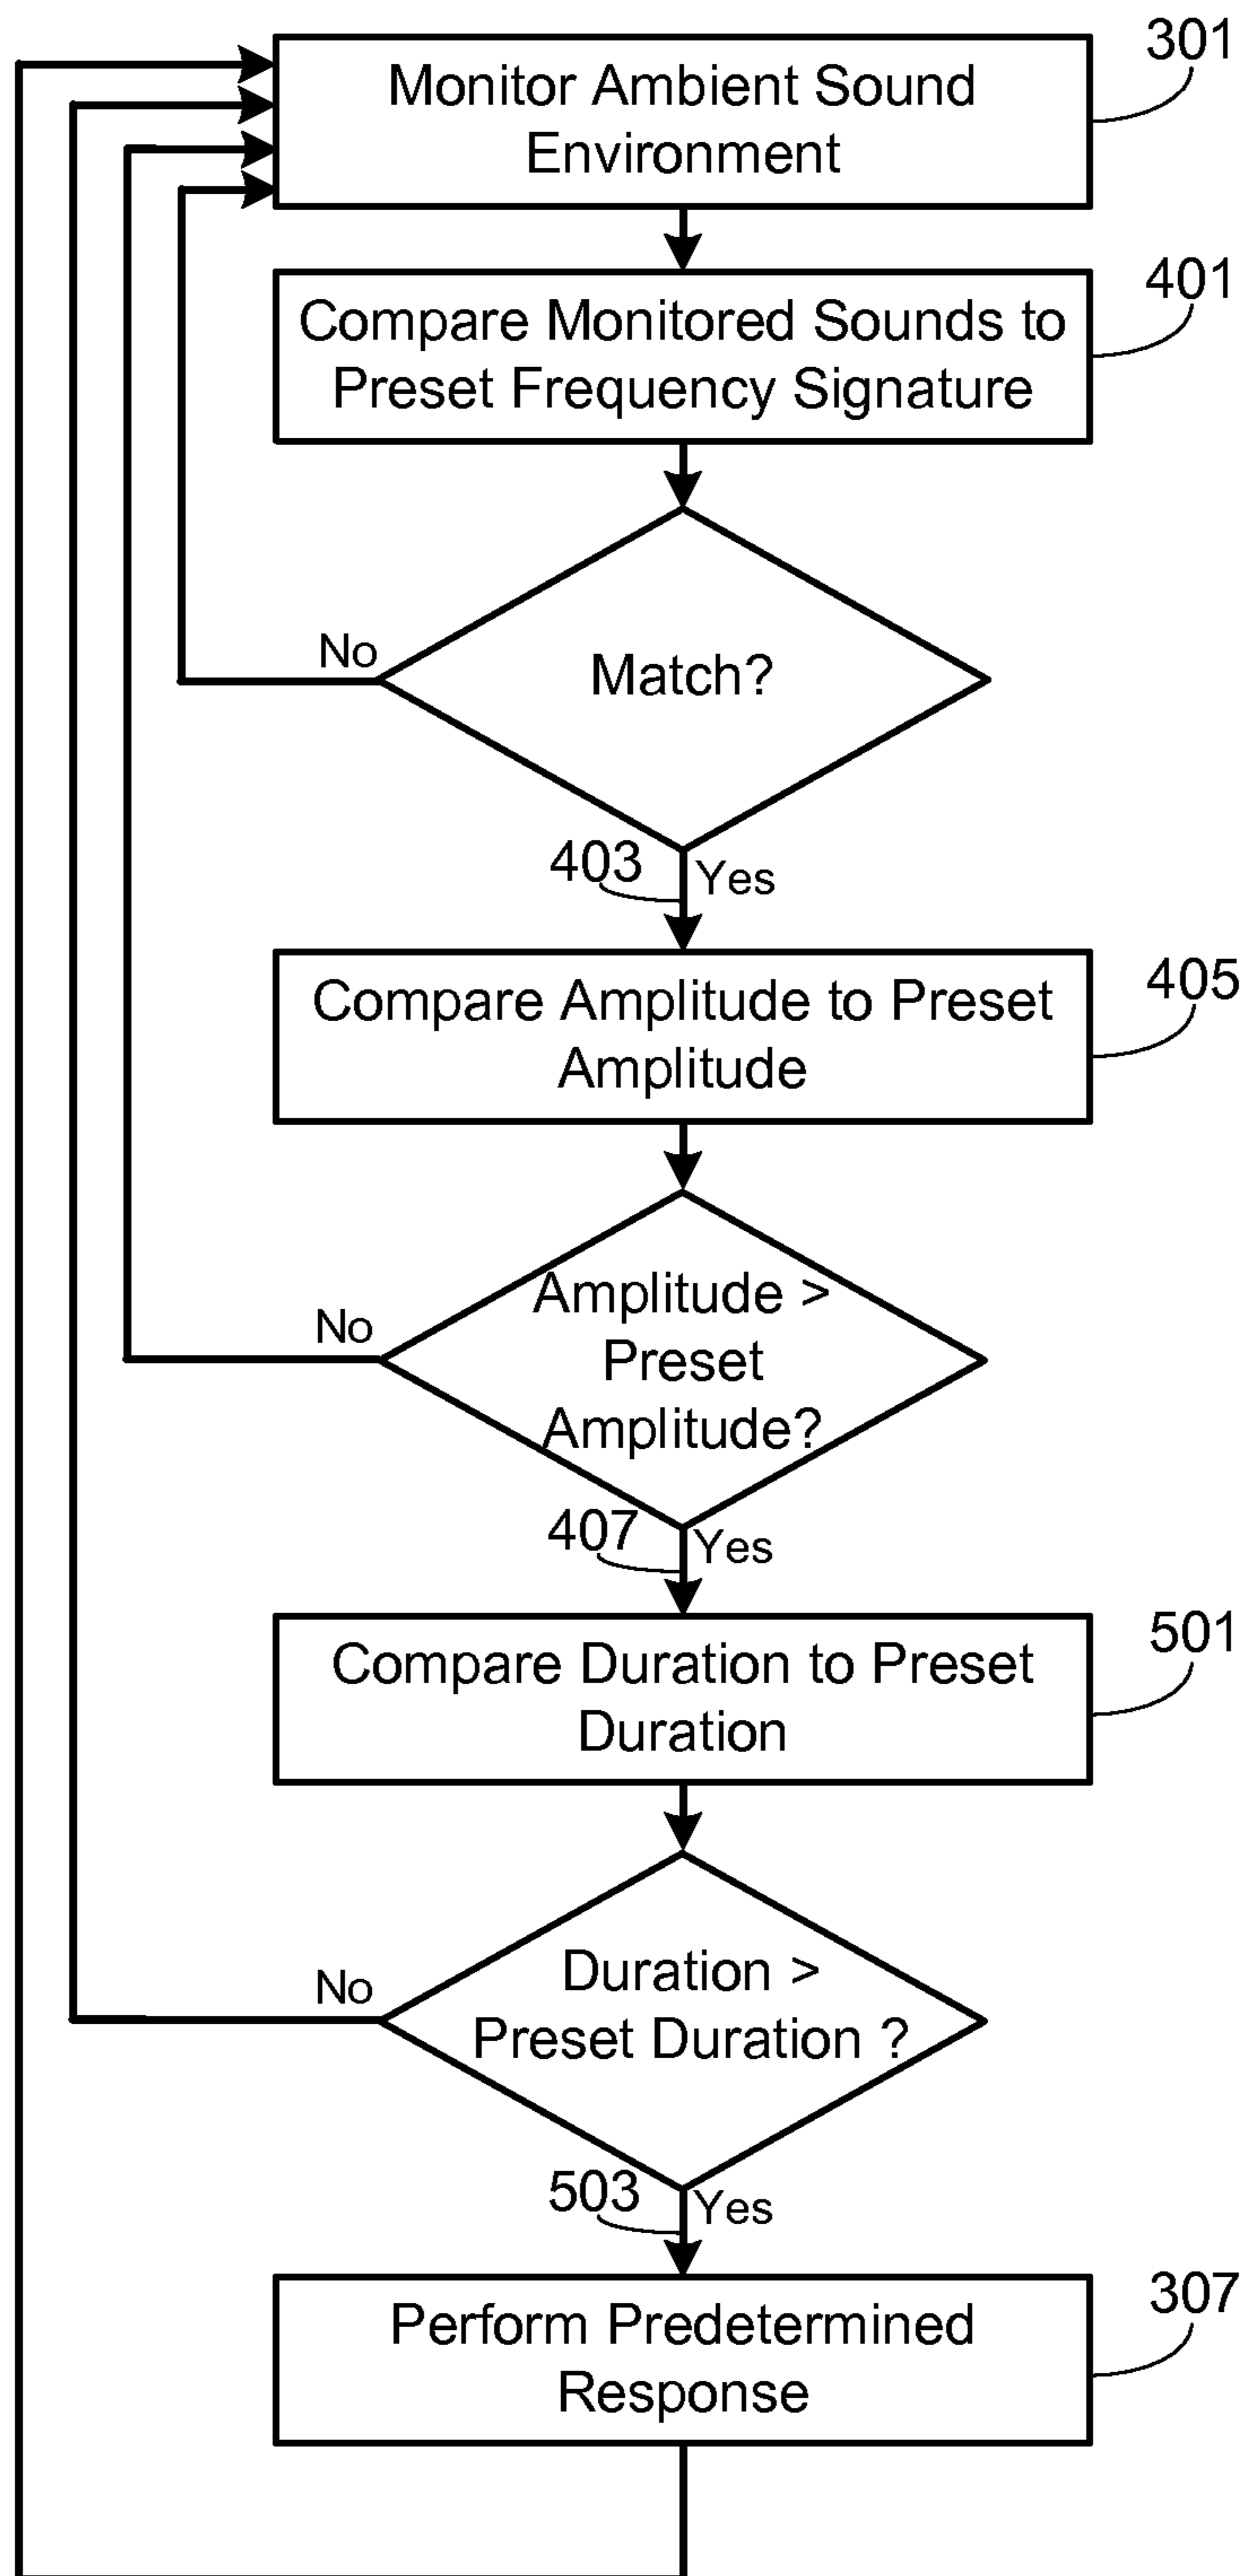 301
Monitor Ambient Sound
Environment
401
Compare Monitored Sounds to
Preset Frequency Signature
No
Match?
403
Yes
405
Compare Amplitude to Preset
Amplitude
Amplitude >
No
Preset
Amplitude?
407
Yes
501
Compare Duration to Preset
Duration
Duration >
No
Preset Duration ?
503
Yes
307
Perform Predetermined
Response